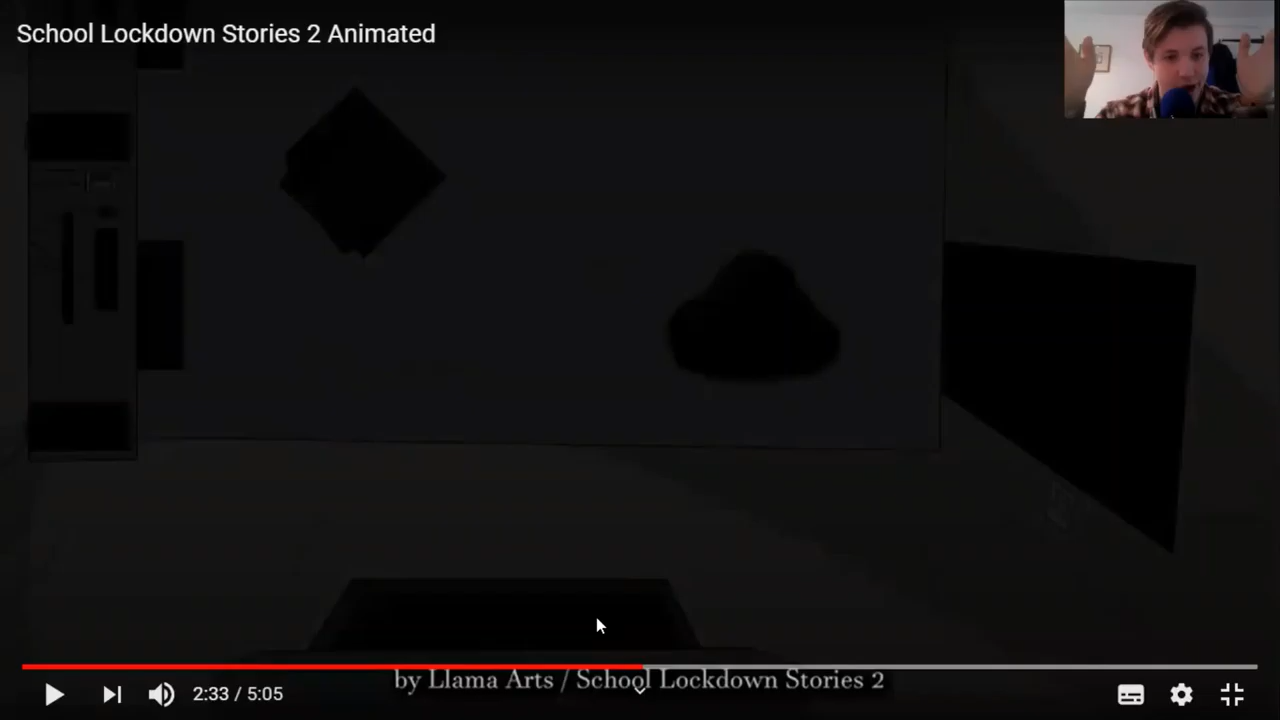 School Lockdown Stories 2 Animated
by Llama Arts / School Lockdown Stories 2
2:33 / 5:05